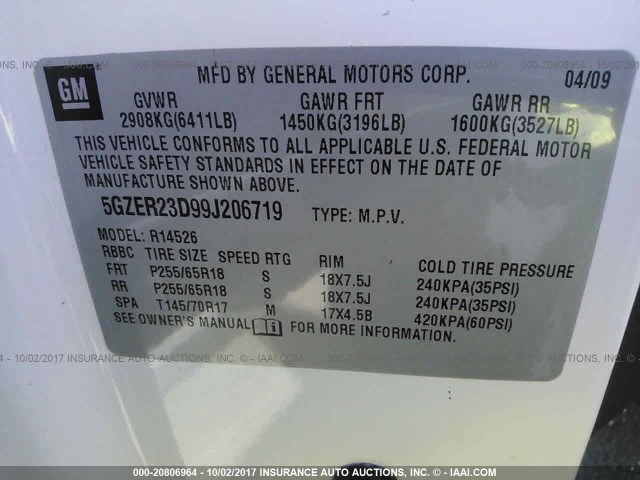 GM
MFD BY GENERAL MOTORS CORP. 04/09
GVWR GAWR FRT GAWR RR
2908KG(6411LB) 1450KG(3196LB) 1600KG(3527LB)
THIS VEHICLE CONFORMS TO ALL APPLICABLE U.S. FEDERAL MOTOR
VEHICLE SAFETY STANDARDS IN EFFECT ON THE DATE OF
MANUFACTURE SHOWN ABOVE.
5GZER23D99J206719 TYPE: M.P.V.
MODEL: R14526
RBBC TIRE SIZE SPEED RTG RIM COLD TIRE PRESSURE
FRT P255/65R18 S 18X7.5J 240KPA(35PSI)
RR P255/65R18 S 18X7.5J 240KPA(35PSI)
SPA T145/70R17 M 17X4.5B 420KPA(60PSI)
SEE OWNER'S MANUAL i FOR MORE INFORMATION.
000-20806964 - 10/02/2017 INSURANCE AUTO AUCTIONS, INC. - © IAAI.COM